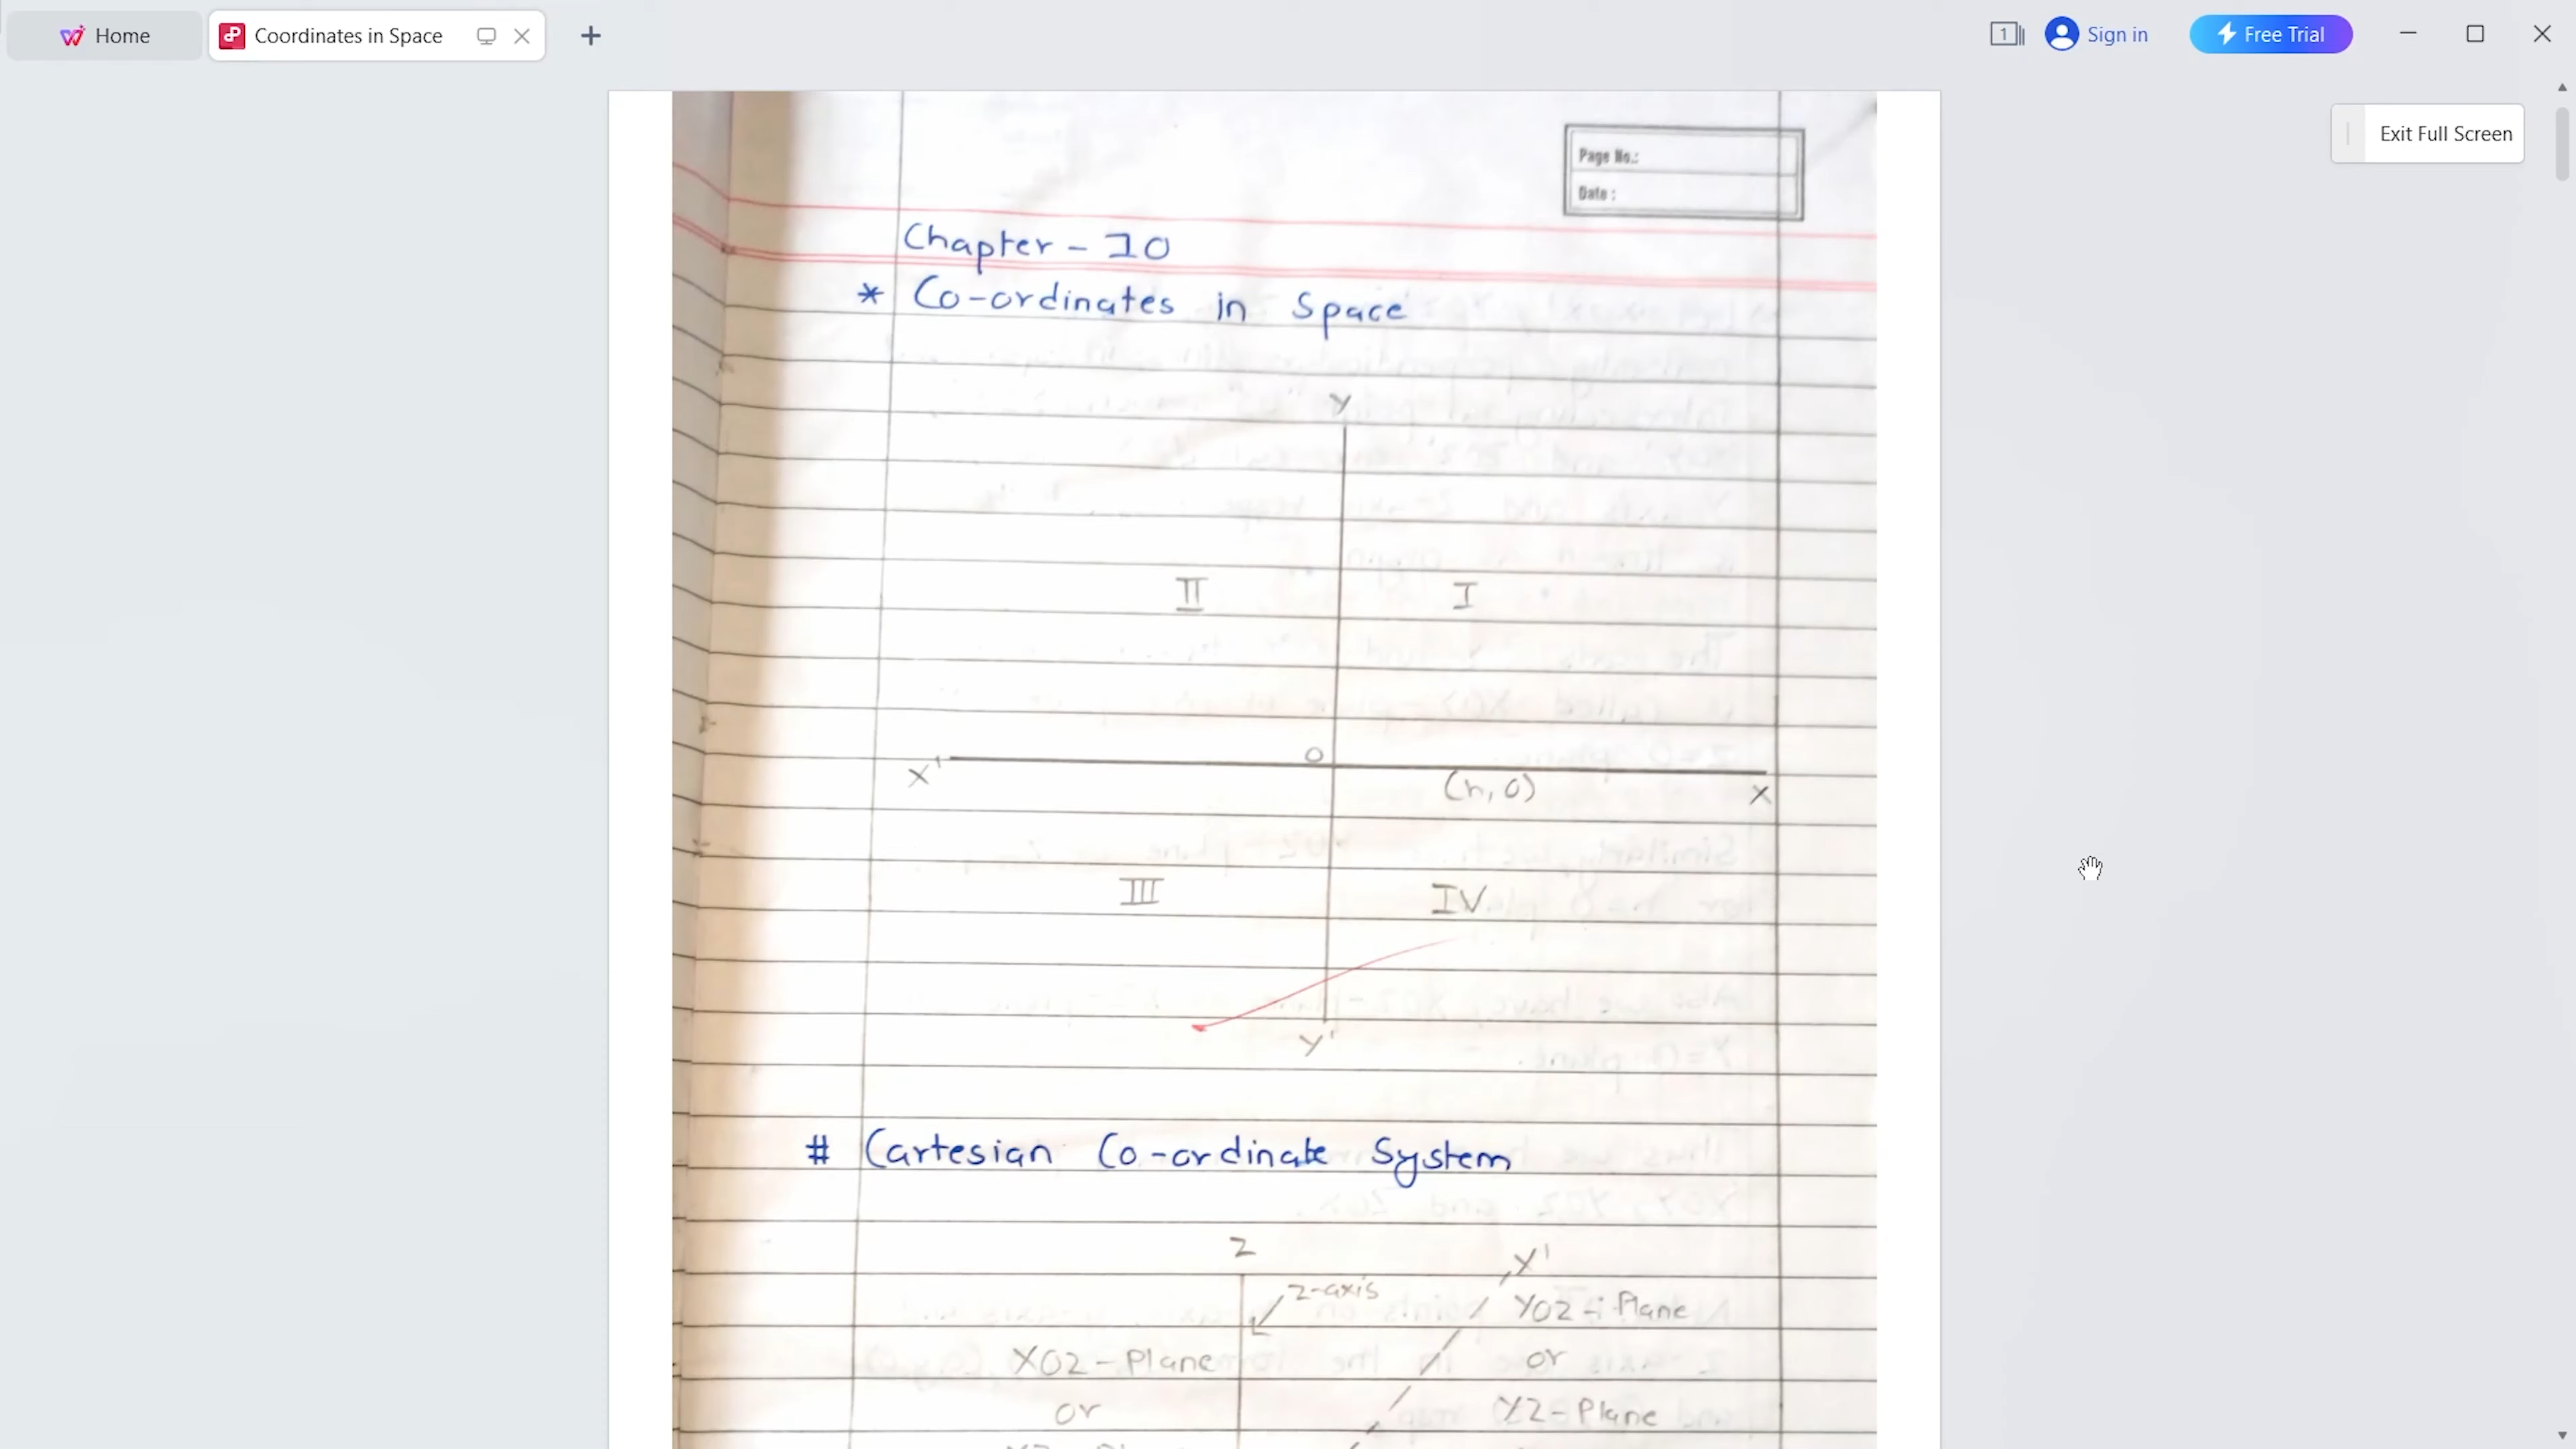 Home
Coordinates in Space
1
Sign in
Free Trial
Exit Full Screen
Page No.:
Date :
Chapter - 10
* Co-ordinates in Space
Y
II
I
O
X'
(h, 0)
X
III
IV
Y'
# Cartesian Co-ordinate System
Z
Y'
Z-axis
YOZ - Plane
XOZ - Plane
or
or
YZ - Plane